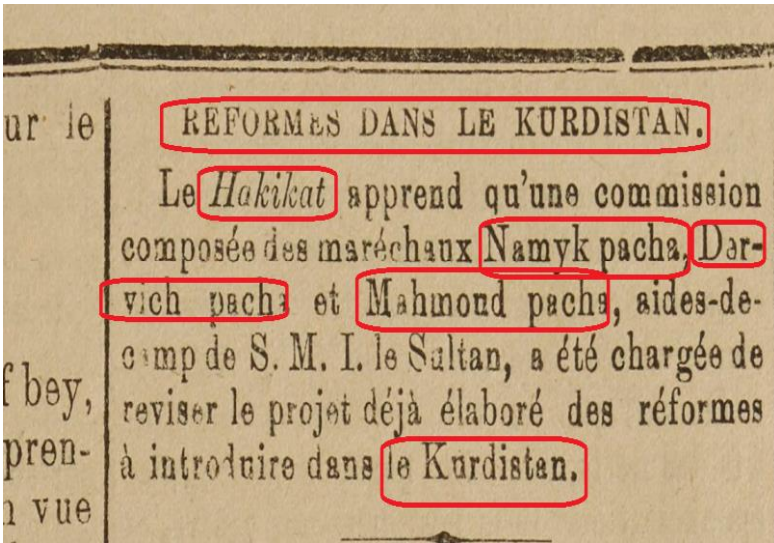 RÉFORMES DANS LE KURDISTAN.
Le Hakikat apprend qu'une commission
composée des maréchaux Namyk pacha, Dar-
vich pacha et Mahmoud pacha, aides-de-
camp de S. M. I. le Sultan, a été chargée de
reviser le projet déjà élaboré des réformes
à introduire dans le Kurdistan.
ur le
bey,
pren-
vue